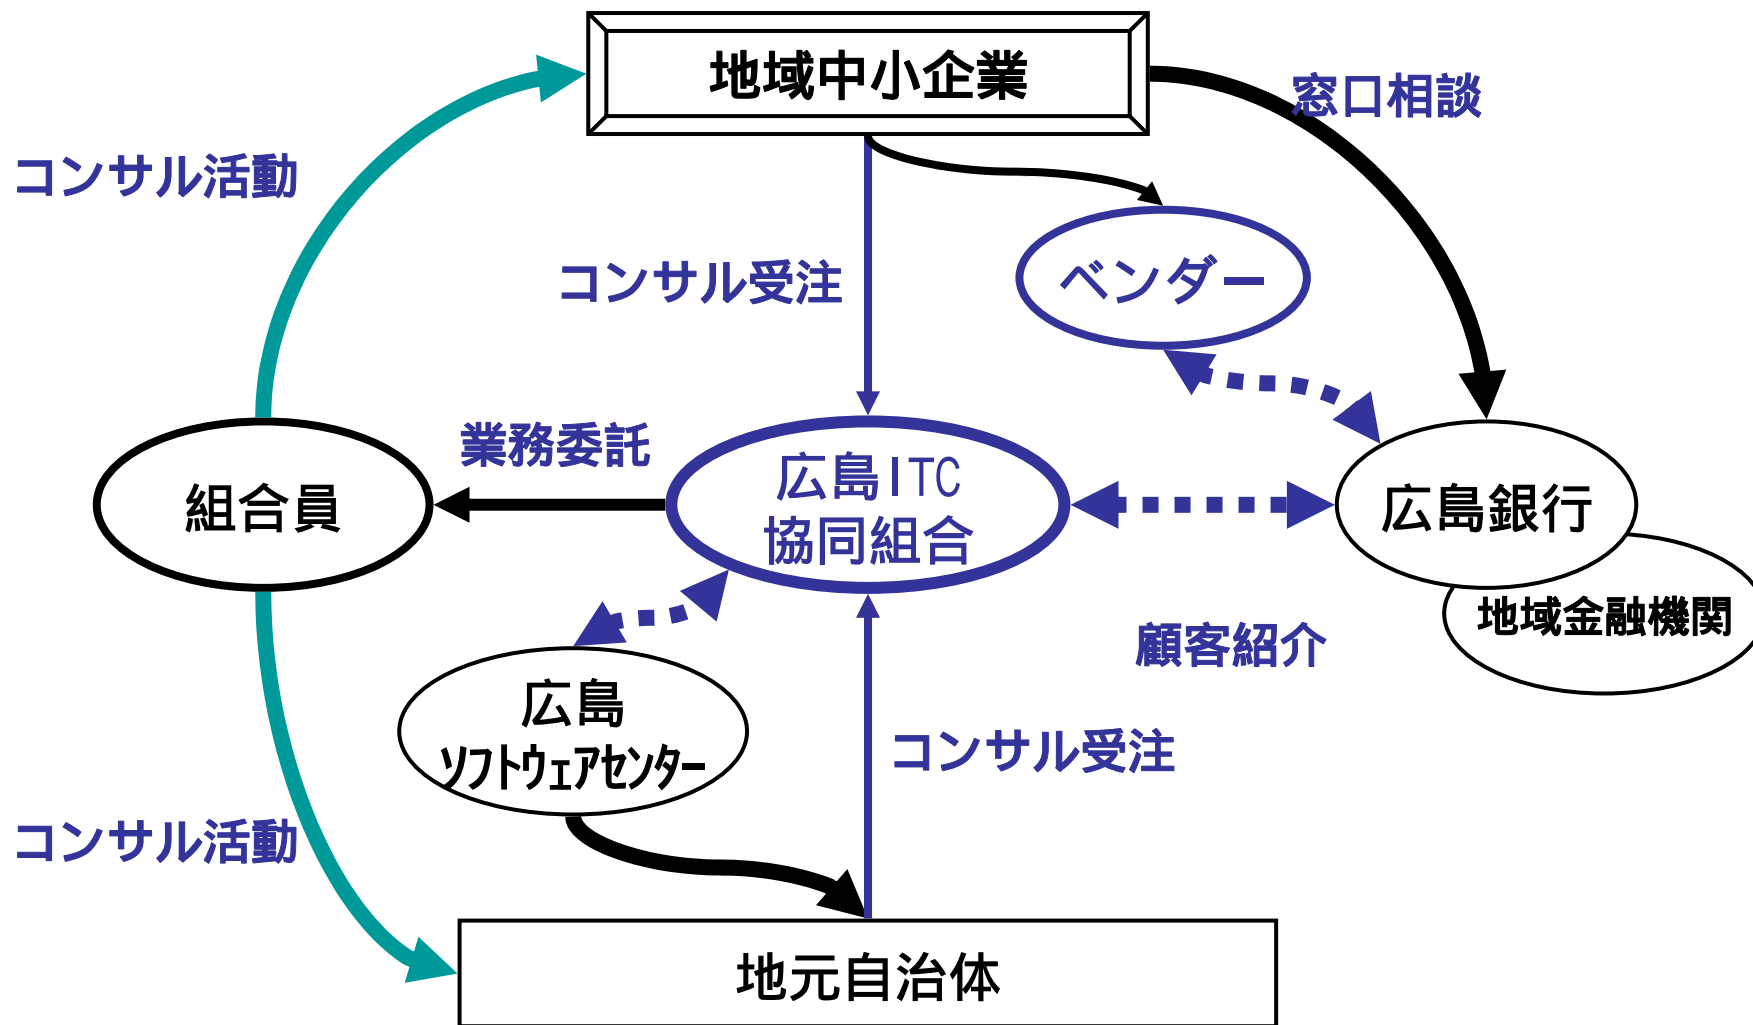 地域中小企業
窓口相談
コンサル活動
コンサル受注
ベンダー
業務委託
組合員
広島ITC
協同組合
広島銀行
地域金融機関
顧客紹介
広島
ソフトウェアセンター
コンサル受注
コンサル活動
地元自治体